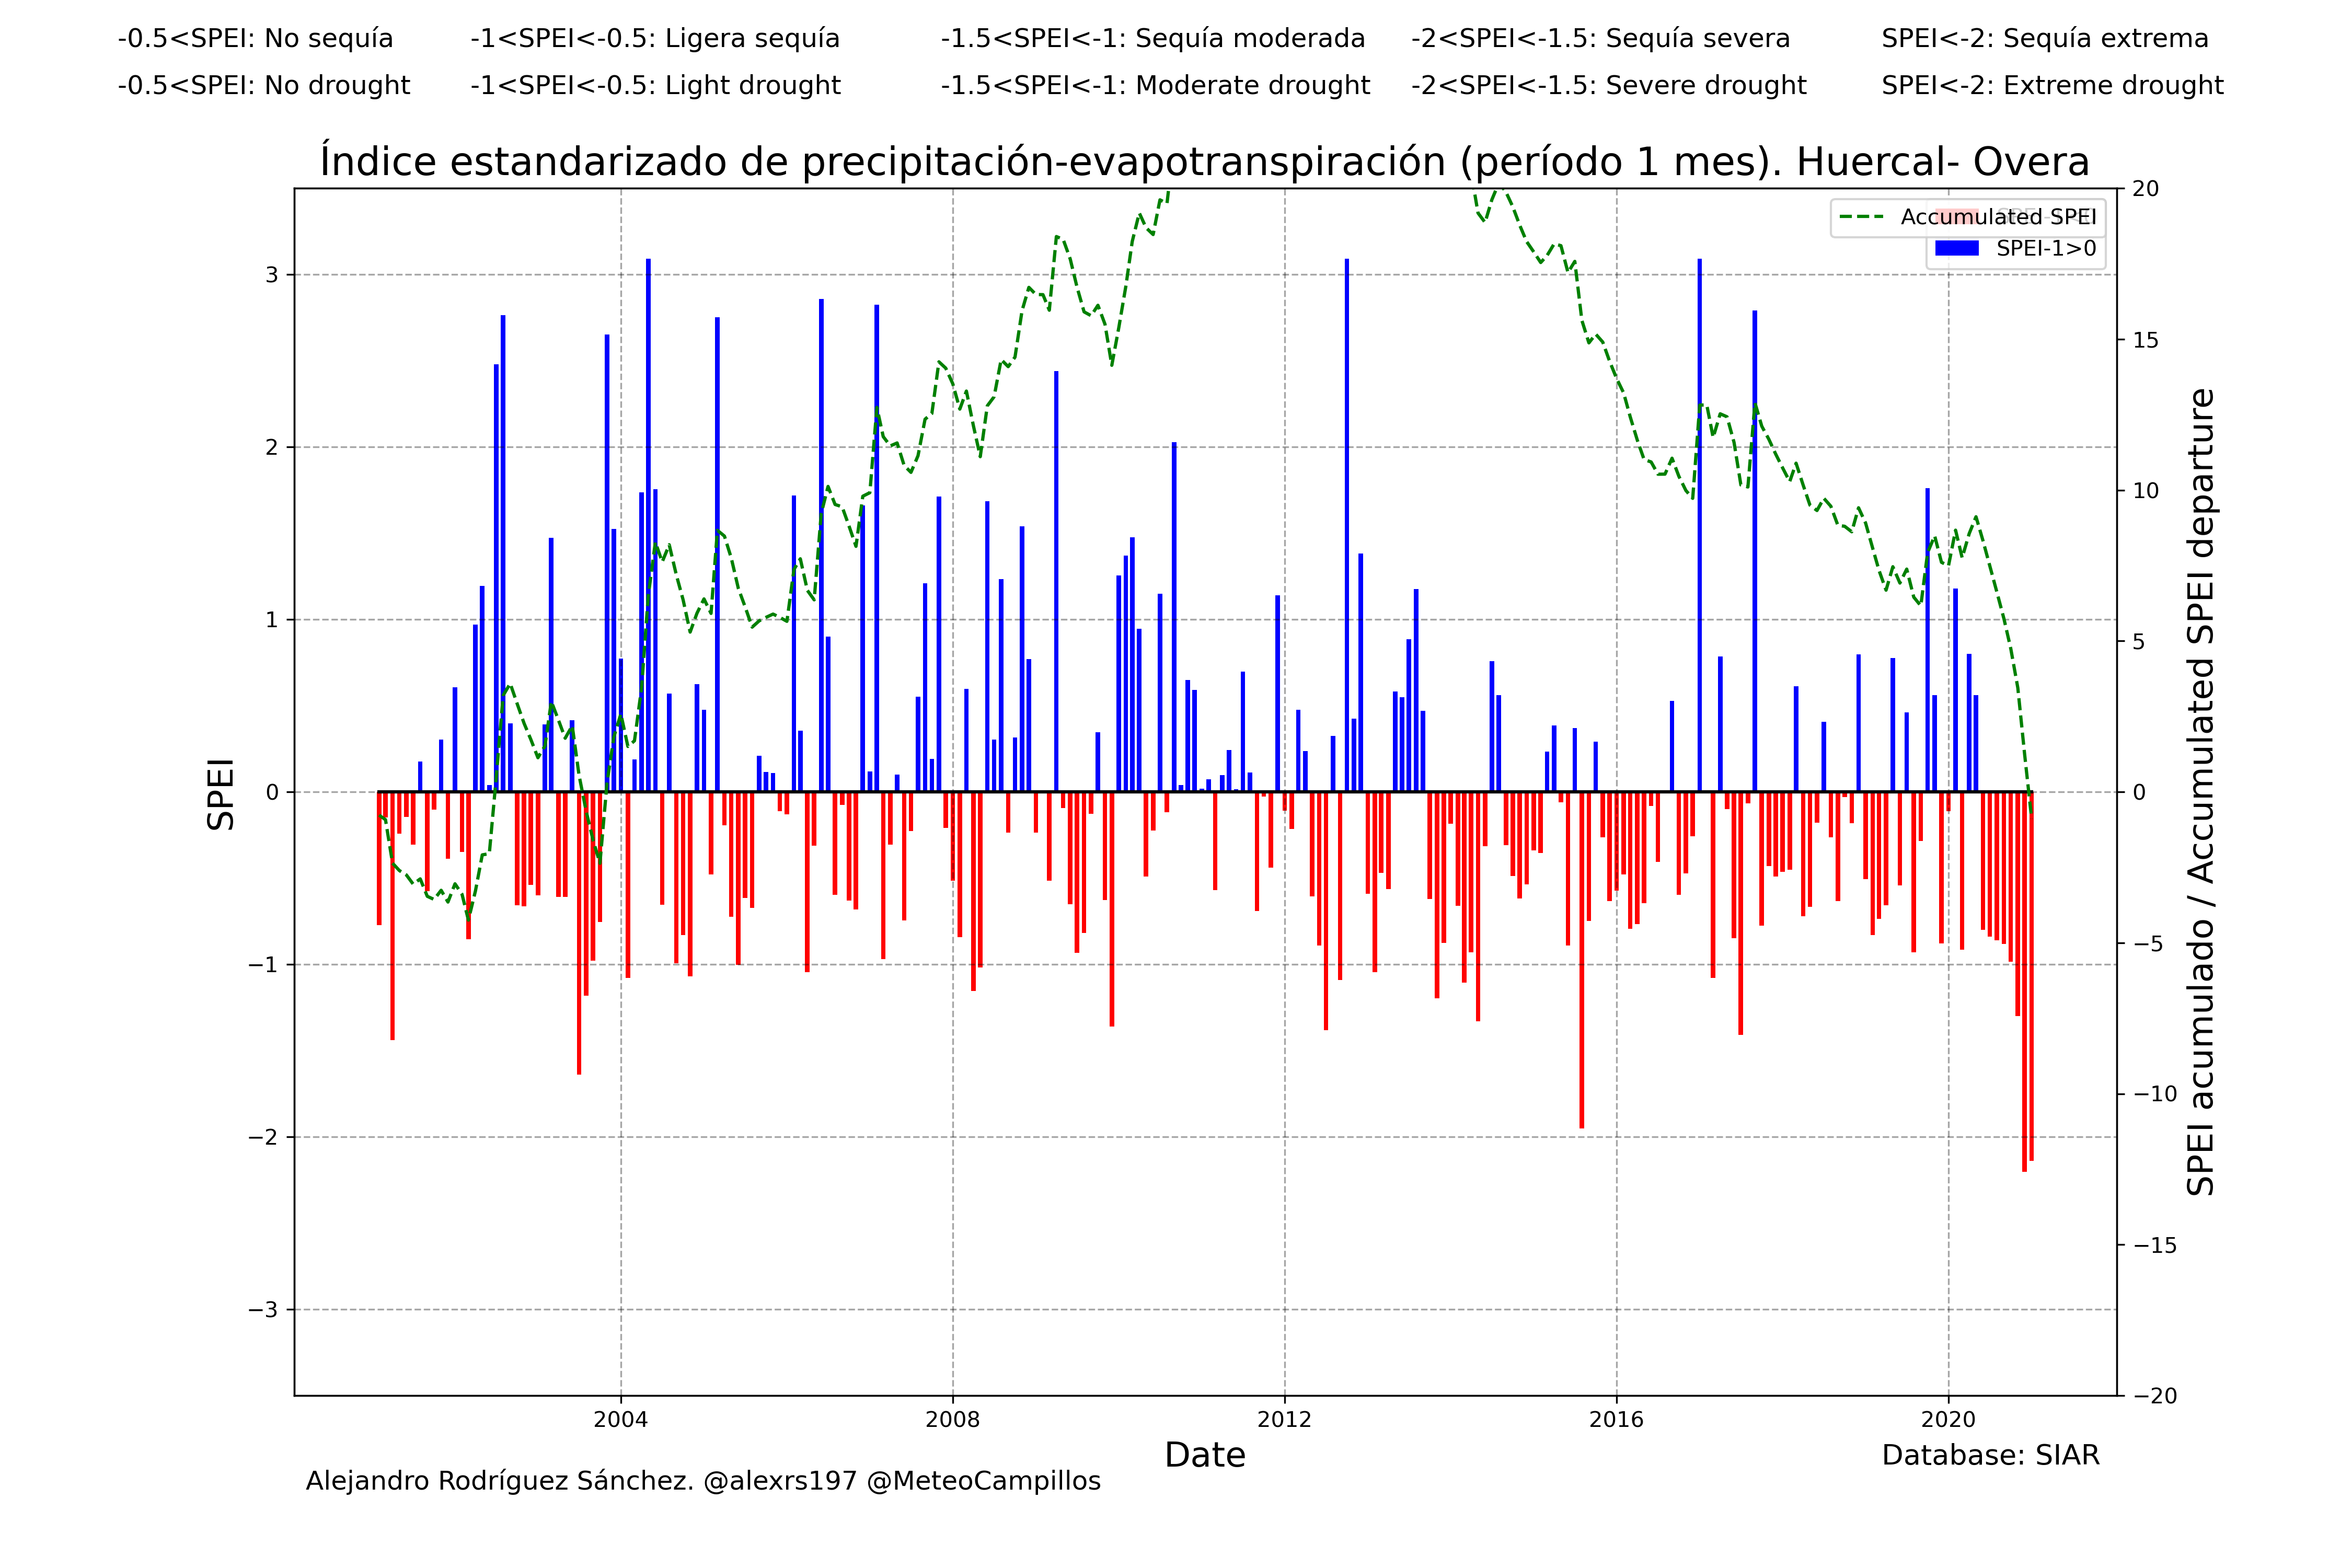 -0.5<SPEI: No sequía -1<SPEI<-0.5: Ligera sequía -1.5<SPEI<-1: Sequía moderada -2<SPEI<-1.5: Sequía severa SPEI<-2: Sequía extrema
-0.5<SPEI: No drought -1<SPEI<-0.5: Light drought -1.5<SPEI<-1: Moderate drought -2<SPEI<-1.5: Severe drought SPEI<-2: Extreme drought
Índice estandarizado de precipitación-evapotranspiración (período 1 mes). Huercal- Overa
Accumulated SPEI
SPEI-1>0
SPEI
3
2
1
0
−1
−2
−3
20
15
10
5
0
−5
−10
−15
−20
SPEI acumulado / Accumulated SPEI departure
2004 2008 2012 2016 2020
Date
Database: SIAR
Alejandro Rodríguez Sánchez. @alexrs197 @MeteoCampillos